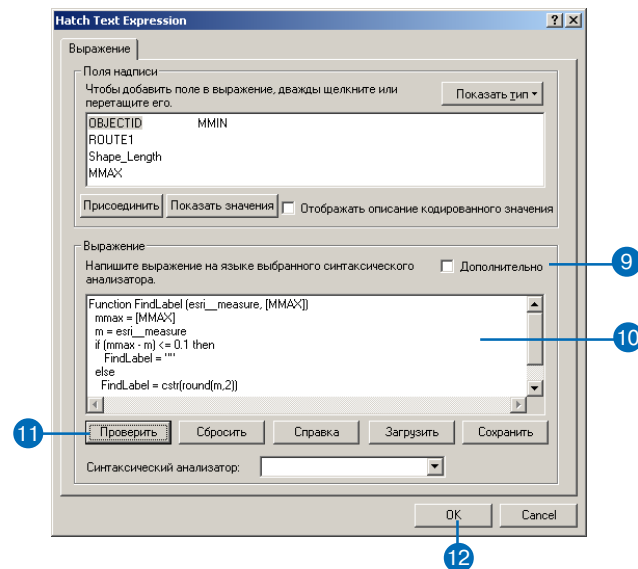 Hatch Text Expression
Выражение
Поля надписи
Чтобы добавить поле в выражение, дважды щелкните или
перетащите его.
Показать тип
OBJECTID MMIN
ROUTE1
Shape_Length
MMAX
Присоединить Показать значения Отображать описание кодированного значения
Выражение
Напишите выражение на языке выбранного синтаксического
анализатора.
Дополнительно
9
Function FindLabel (esri__measure, [MMAX])
mmax = [MMAX]
m = esri__measure
if (mmax - m) <= 0.1 then
FindLabel = ""
else
FindLabel = cstr(round(m,2))
10
11
Проверить Сбросить Справка Загрузить Сохранить
Синтаксический анализатор:
OK Cancel
12